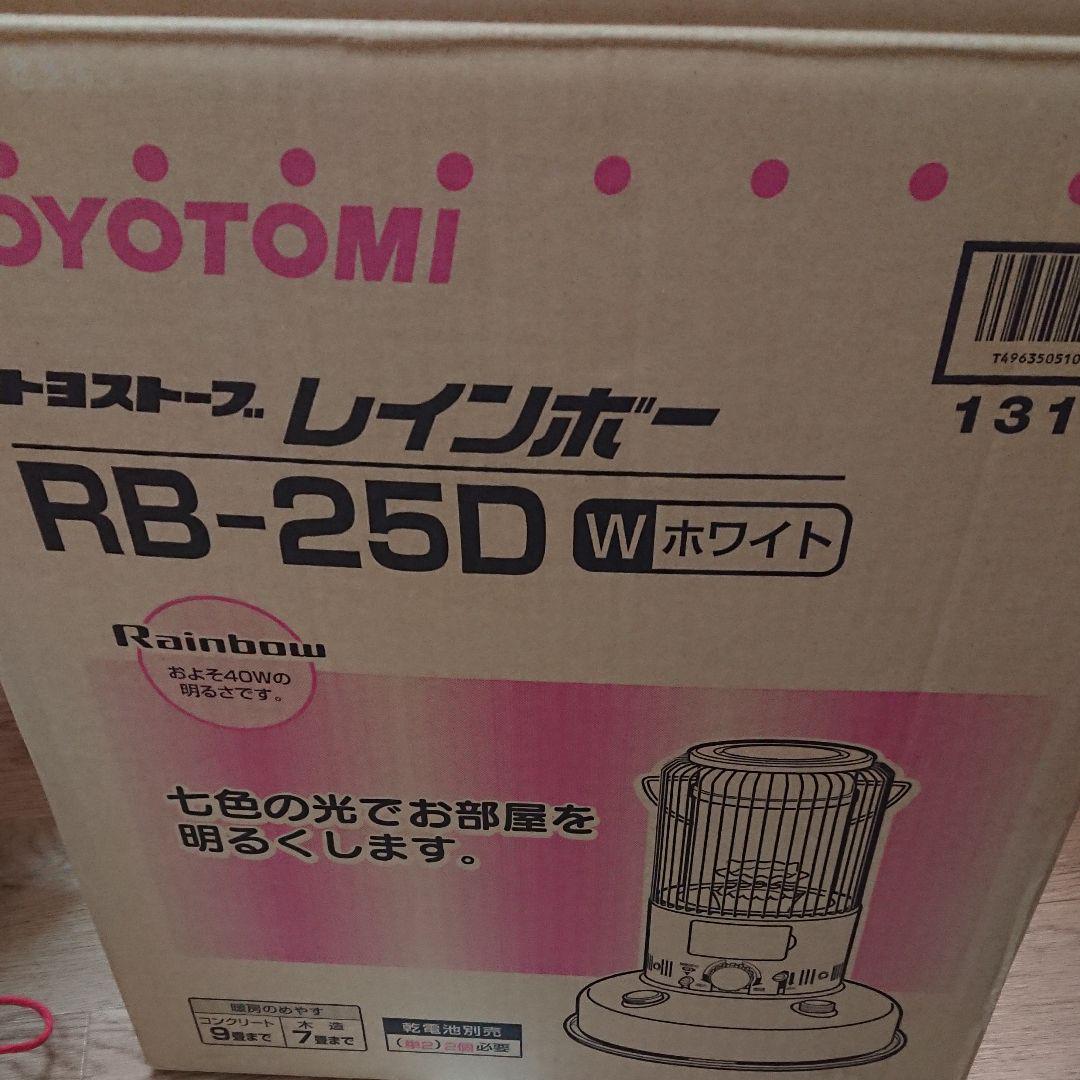 OYOTOMI
T496350510
131
トヨストーブ レインボー
RB-25D W ホワイト
Rainbow
およそ40Wの
明るさです。
七色の光でお部屋を
明るくします。
暖房のめやす
コンクリート 木造
9畳まで 7畳まで
乾電池別売
(単2)2個必要